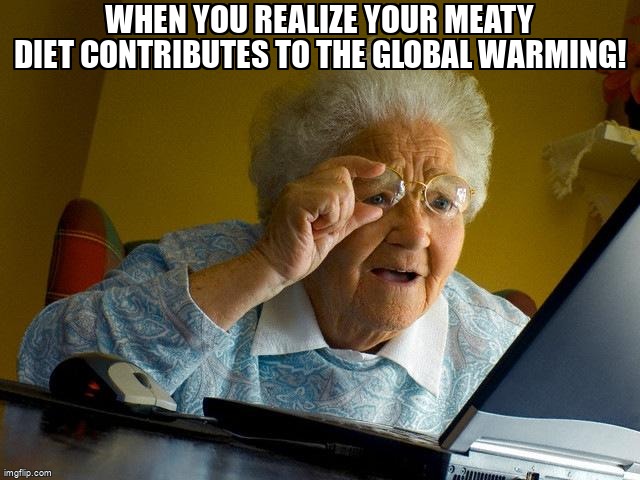 WHEN YOU REALIZE YOUR MEATY
DIET CONTRIBUTES TO THE GLOBAL WARMING!
imgflip.com